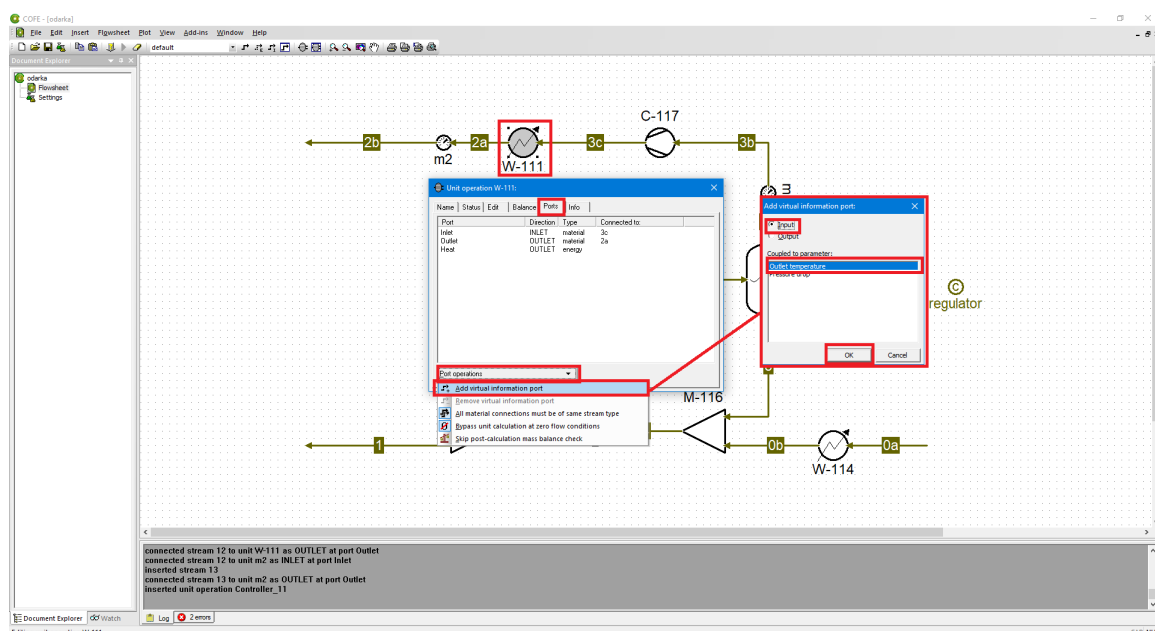 COFE - [odarka]
File Edit Insert Flowsheet Plot View Add-ins Window Help
default
Document Explorer
odarka
Flowsheet
Settings
C-117
2b 2a 3c 3b
m2
W-111
m
Unit operation W-111:
Name Status Edit Balance Ports Info
Port Direction Type Connected to:
Inlet INLET material 3c
Outlet OUTLET material 2a
Heat OUTLET energy
Port operations
Add virtual information port
Remove virtual information port
All material connections must be of same stream type
Bypass unit calculation at zero flow conditions
Skip post-calculation mass balance check
Add virtual information port:
Input
Output
Coupled to parameter:
Outlet temperature
Pressure drop
OK Cancel
C
regulator
M-116
1 0b 0a
W-114
connected stream 12 to unit W-111 as OUTLET at port Outlet
connected stream 12 to unit m2 as INLET at port Inlet
inserted stream 13
connected stream 13 to unit m2 as OUTLET at port Outlet
inserted unit operation Controller_11
Document Explorer Watch Log 2 errors